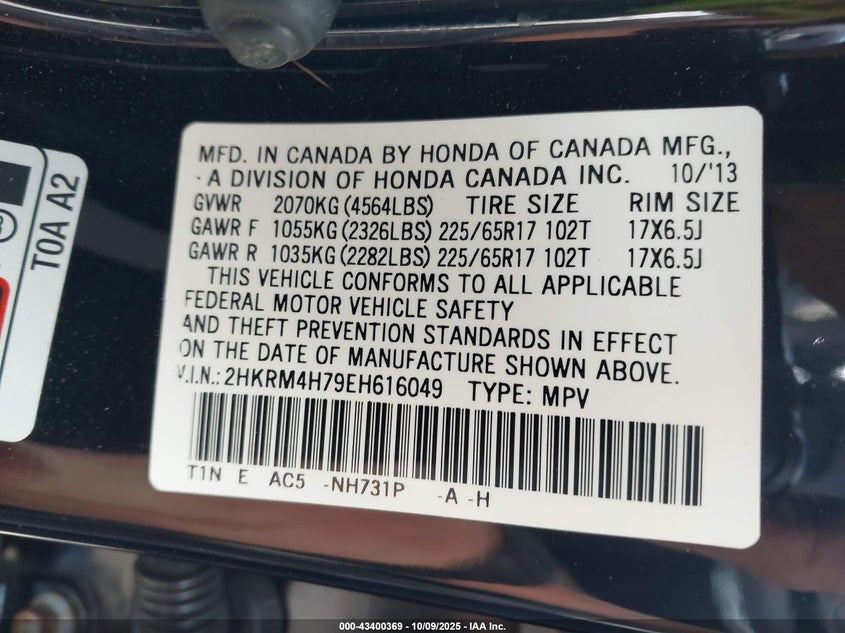 MFD. IN CANADA BY HONDA OF CANADA MFG.,
A DIVISION OF HONDA CANADA INC. 10/'13
GVWR 2070KG (4564LBS) TIRE SIZE RIM SIZE
GAWR F 1055KG (2326LBS) 225/65R17 102T 17X6.5J
GAWR R 1035KG (2282LBS) 225/65R17 102T 17X6.5J
THIS VEHICLE CONFORMS TO ALL APPLICABLE
FEDERAL MOTOR VEHICLE SAFETY
AND THEFT PREVENTION STANDARDS IN EFFECT
ON THE DATE OF MANUFACTURE SHOWN ABOVE.
V.I.N.: 2HKRM4H79EH616049 TYPE: MPV
T1N E AC5 -NH731P -A -H
® T0A A2
000-43400369 - 10/09/2025 - IAA Inc.